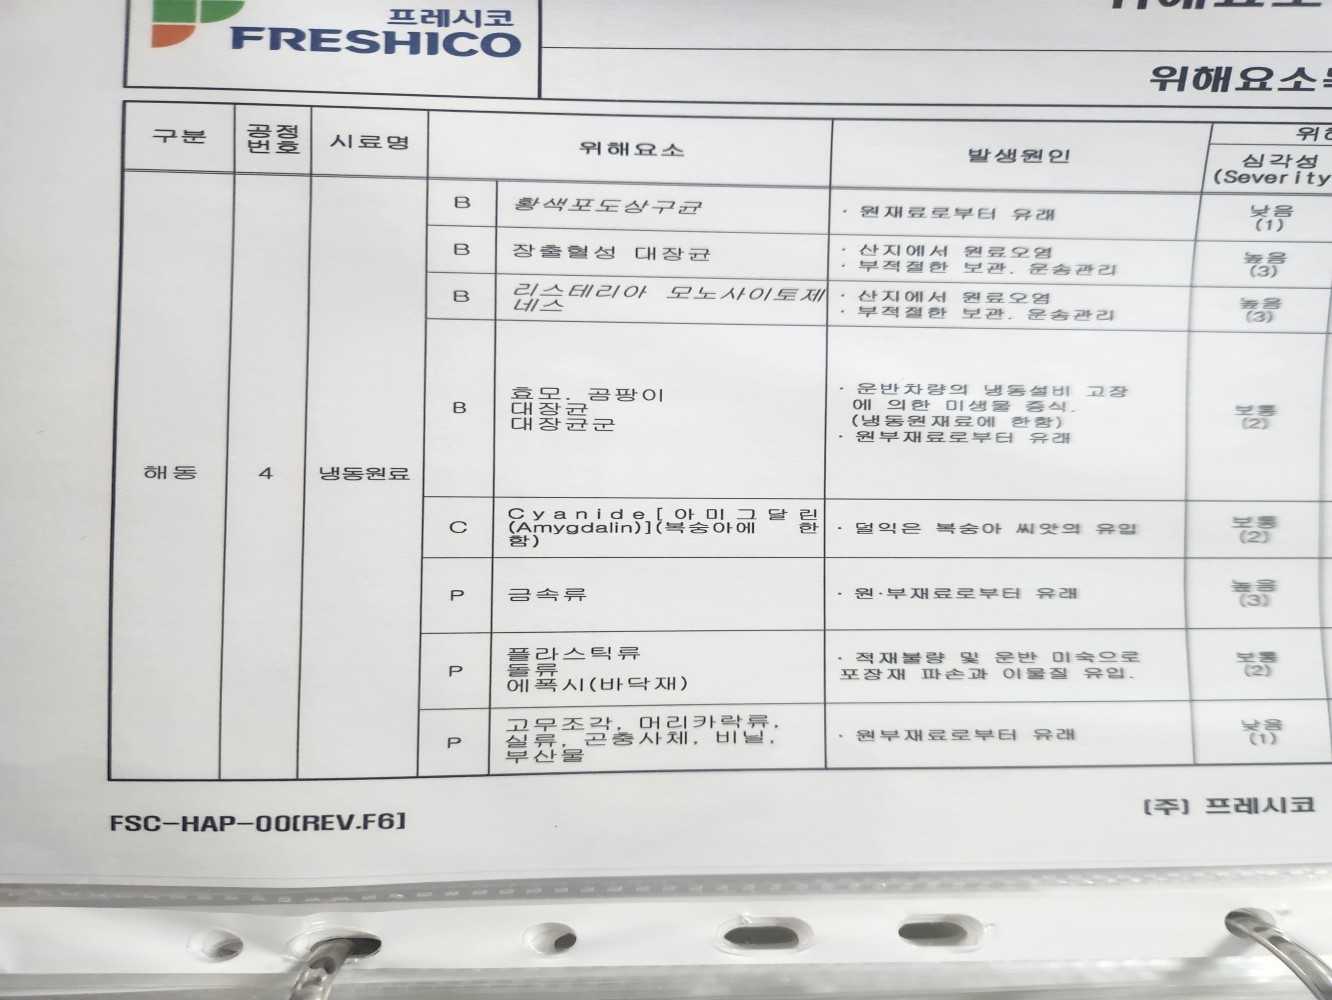 프레시코
FRESHICO
위해요소
구분
공정
번호
시료명
위해요소
발생원인
심각성
(Severity
해동
4
냉동원료
B
황색포도상구균
· 원재료로부터 유래
낮음
(1)
B
장출혈성 대장균
· 산지에서 원료오염
· 부적절한 보관, 운송관리
높음
(3)
B
리스테리아 모노사이토제
네스
· 산지에서 원료오염
· 부적절한 보관, 운송관리
높음
(3)
B
효모, 곰팡이
대장균
대장균군
· 운반차량의 냉동설비 고장
에 의한 미생물 증식.
(냉동원재료에 한함)
· 원부재료로부터 유래
보통
(2)
C
Cyanide[아미그달린
(Amygdalin)](복숭아에 한
함)
· 덜익은 복숭아 씨앗의 유입
보통
(2)
P
금속류
· 원·부재료로부터 유래
높음
(3)
P
플라스틱류
돌류
에폭시(바닥재)
· 적재불량 및 운반 미숙으로
포장재 파손과 이물질 유입.
보통
(2)
P
고무조각, 머리카락류,
실류, 곤충사체, 비닐,
부산물
· 원부재료로부터 유래
낮음
(1)
FSC-HAP-00[REV.F6]
[주] 프레시코